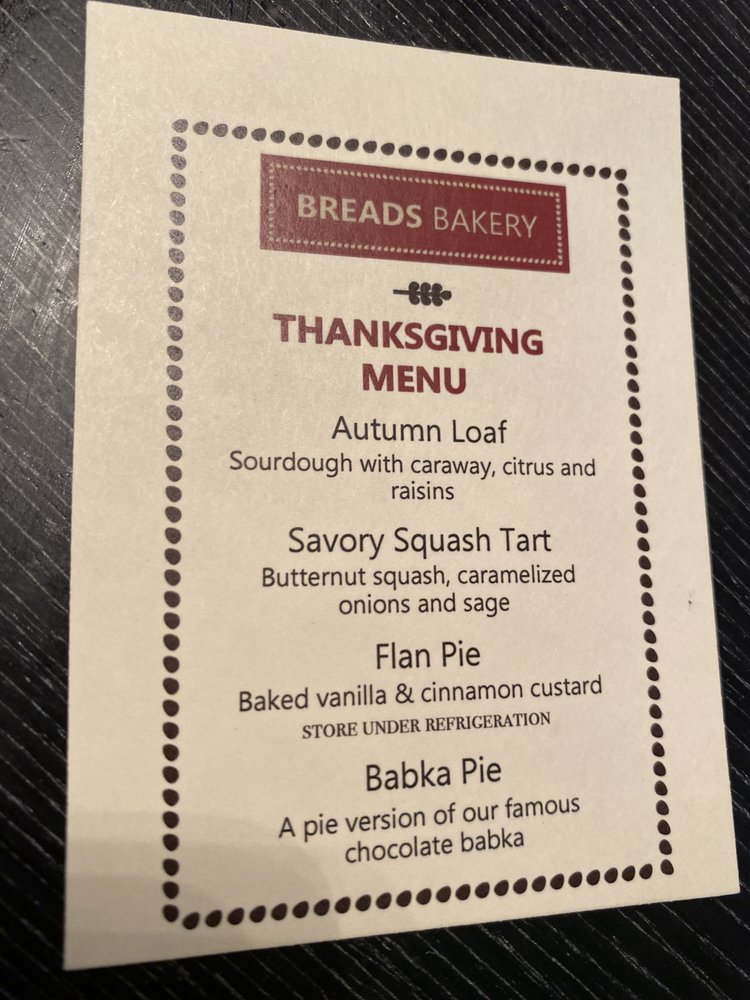 BREADS BAKERY
THANKSGIVING
MENU
Autumn Loaf
Sourdough with caraway, citrus and
raisins
Savory Squash Tart
Butternut squash, caramelized
onions and sage
Flan Pie
Baked vanilla & cinnamon custard
STORE UNDER REFRIGERATION
Babka Pie
A pie version of our famous
chocolate babka